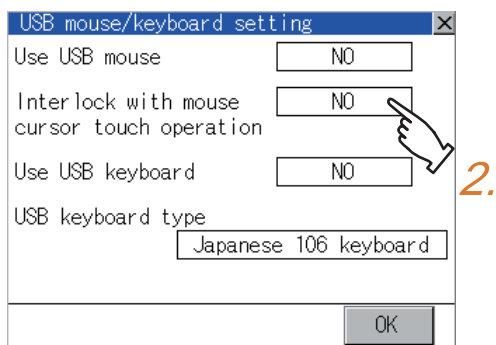 USB mouse/keyboard setting X
Use USB mouse NO
Interlock with mouse NO
cursor touch operation
Use USB keyboard NO
2.
USB keyboard type
Japanese 106 keyboard
OK